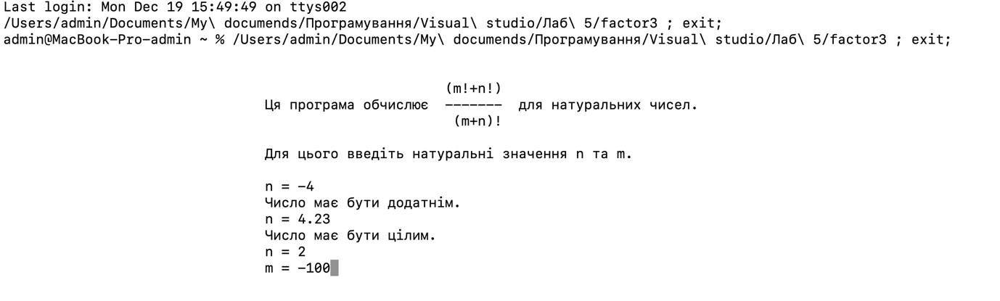 Last login: Mon Dec 19 15:49:49 on ttys002
/Users/admin/Documents/My\ documends/Програмування/Visual\ studio/Лаб\ 5/factor3 ; exit;
admin@MacBook-Pro-admin ~ % /Users/admin/Documents/My\ documends/Програмування/Visual\ studio/Лаб\ 5/factor3 ; exit;
(m!+n!)
Ця програма обчислює ------- для натуральних чисел.
(m+n)!
Для цього введіть натуральні значення n та m.
n = -4
Число має бути додатнім.
n = 4.23
Число має бути цілим.
n = 2
m = -100